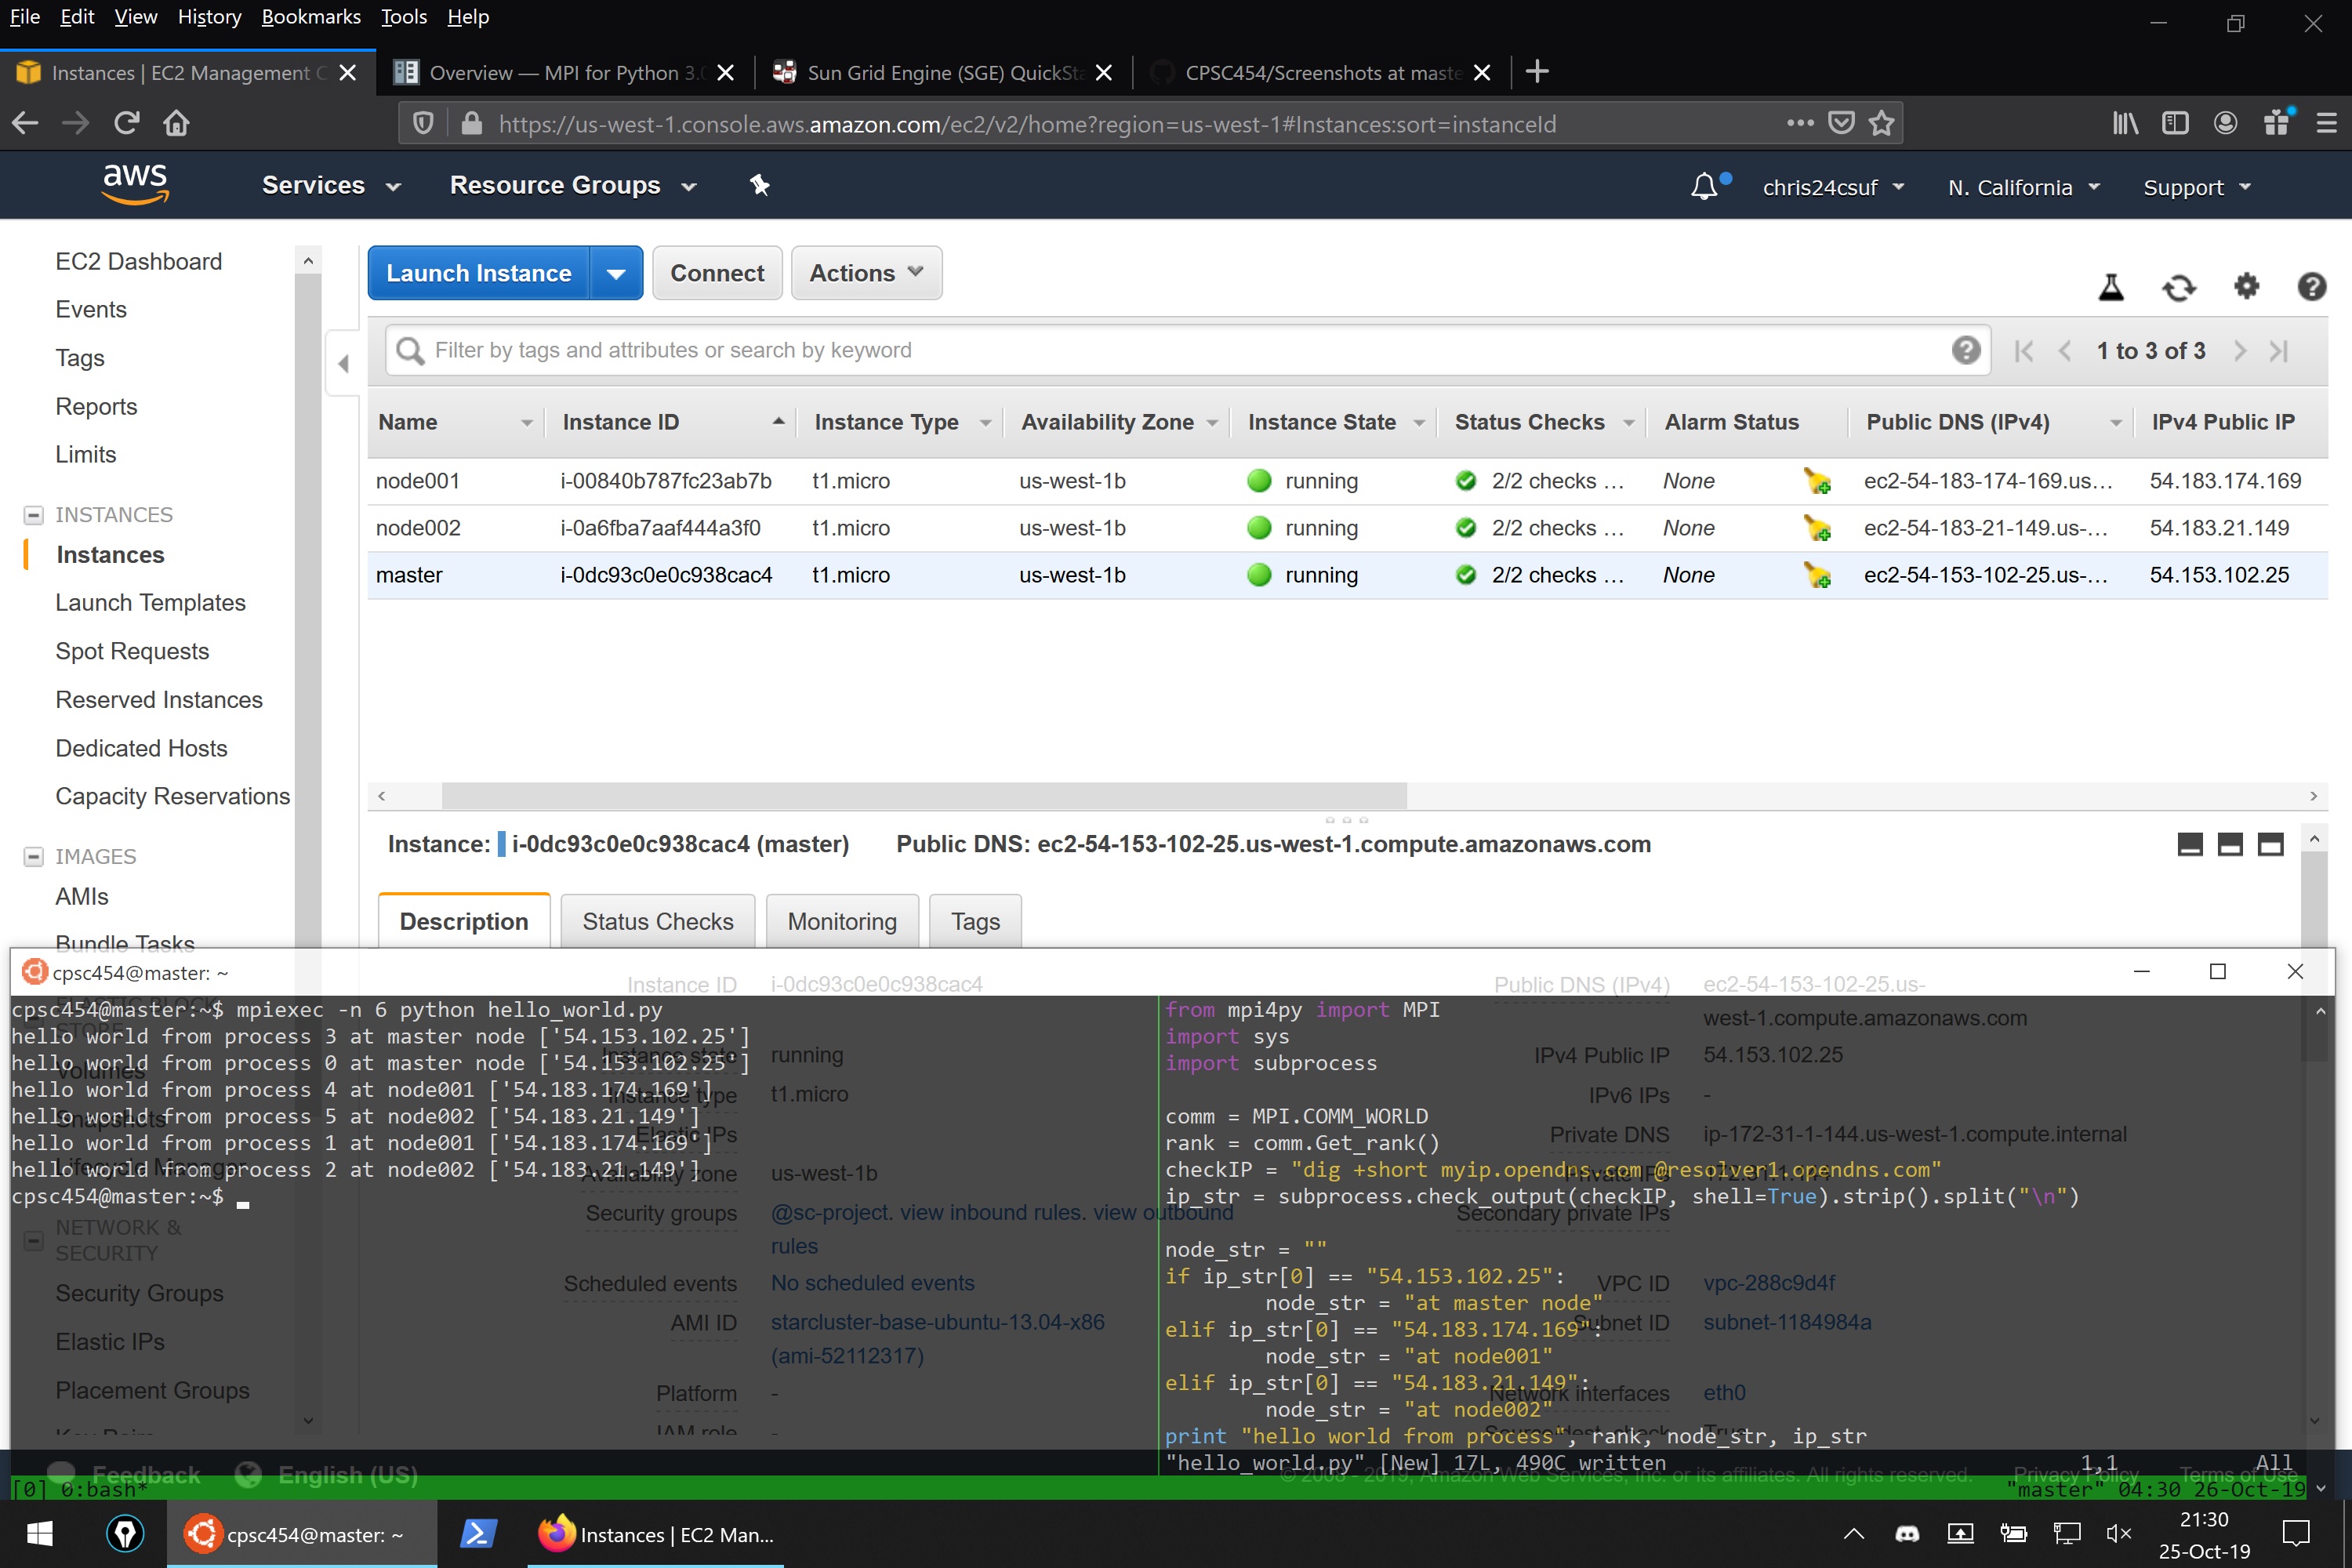 File Edit View History Bookmarks Tools Help
Instances | EC2 Management C
Overview — MPI for Python 3.0
Sun Grid Engine (SGE) QuickSta
CPSC454/Screenshots at maste
https://us-west-1.console.aws.amazon.com/ec2/v2/home?region=us-west-1#Instances:sort=instanceId
aws Services Resource Groups chris24csuf N. California Support
EC2 Dashboard
Events
Tags
Reports
Limits
INSTANCES
Instances
Launch Templates
Spot Requests
Reserved Instances
Dedicated Hosts
Capacity Reservations
IMAGES
AMIs
Bundle Tasks
Launch Instance Connect Actions
Filter by tags and attributes or search by keyword
1 to 3 of 3
Name Instance ID Instance Type Availability Zone Instance State Status Checks Alarm Status Public DNS (IPv4) IPv4 Public IP
node001 i-00840b787fc23ab7b t1.micro us-west-1b running 2/2 checks ... None ec2-54-183-174-169.us... 54.183.174.169
node002 i-0a6fba7aaf444a3f0 t1.micro us-west-1b running 2/2 checks ... None ec2-54-183-21-149.us-... 54.183.21.149
master i-0dc93c0e0c938cac4 t1.micro us-west-1b running 2/2 checks ... None ec2-54-153-102-25.us-... 54.153.102.25
Instance: i-0dc93c0e0c938cac4 (master) Public DNS: ec2-54-153-102-25.us-west-1.compute.amazonaws.com
Description Status Checks Monitoring Tags
cpsc454@master: ~
Instance ID i-0dc93c0e0c938cac4
Public DNS (IPv4) ec2-54-153-102-25.us-
west-1.compute.amazonaws.com
cpsc454@master:~$ mpiexec -n 6 python hello_world.py
hello world from process 3 at master node ['54.153.102.25']
hello world from process 0 at master node ['54.153.102.25']
hello world from process 4 at node001 ['54.183.174.169']
hello world from process 5 at node002 ['54.183.21.149']
hello world from process 1 at node001 ['54.183.174.169']
hello world from process 2 at node002 ['54.183.21.149']
cpsc454@master:~$
from mpi4py import MPI
import sys
import subprocess
comm = MPI.COMM_WORLD
rank = comm.Get_rank()
checkIP = "dig +short myip.opendns.com @resolver1.opendns.com"
ip_str = subprocess.check_output(checkIP, shell=True).strip().split("\n")
node_str = ""
if ip_str[0] == "54.153.102.25":
node_str = "at master node"
elif ip_str[0] == "54.183.174.169":
node_str = "at node001"
elif ip_str[0] == "54.183.21.149":
node_str = "at node002"
print "hello world from process", rank, node_str, ip_str
"hello_world.py" [New] 17L, 490C written 1,1 All
Volumes
Snapshots
Lifecycle Manager
NETWORK &
SECURITY
Security Groups
Elastic IPs
Placement Groups
Instance state running
Instance type t1.micro
Elastic IPs
Availability zone us-west-1b
Security groups @sc-project. view inbound rules. view outbound
rules
Scheduled events No scheduled events
AMI ID starcluster-base-ubuntu-13.04-x86
(ami-52112317)
Platform -
IAM role -
IPv4 Public IP 54.153.102.25
IPv6 IPs -
Private DNS ip-172-31-1-144.us-west-1.compute.internal
Private IPs
Secondary private IPs
VPC ID vpc-288c9d4f
Subnet ID subnet-1184984a
Network interfaces eth0
Source/dest. check True
Feedback English (US)
© 2008 - 2019, Amazon Web Services, Inc. or its affiliates. All rights reserved. Privacy Policy Terms of Use
[0] 0:bash* "master" 04:30 26-Oct-19
cpsc454@master: ~
Instances | EC2 Man...
21:30
25-Oct-19